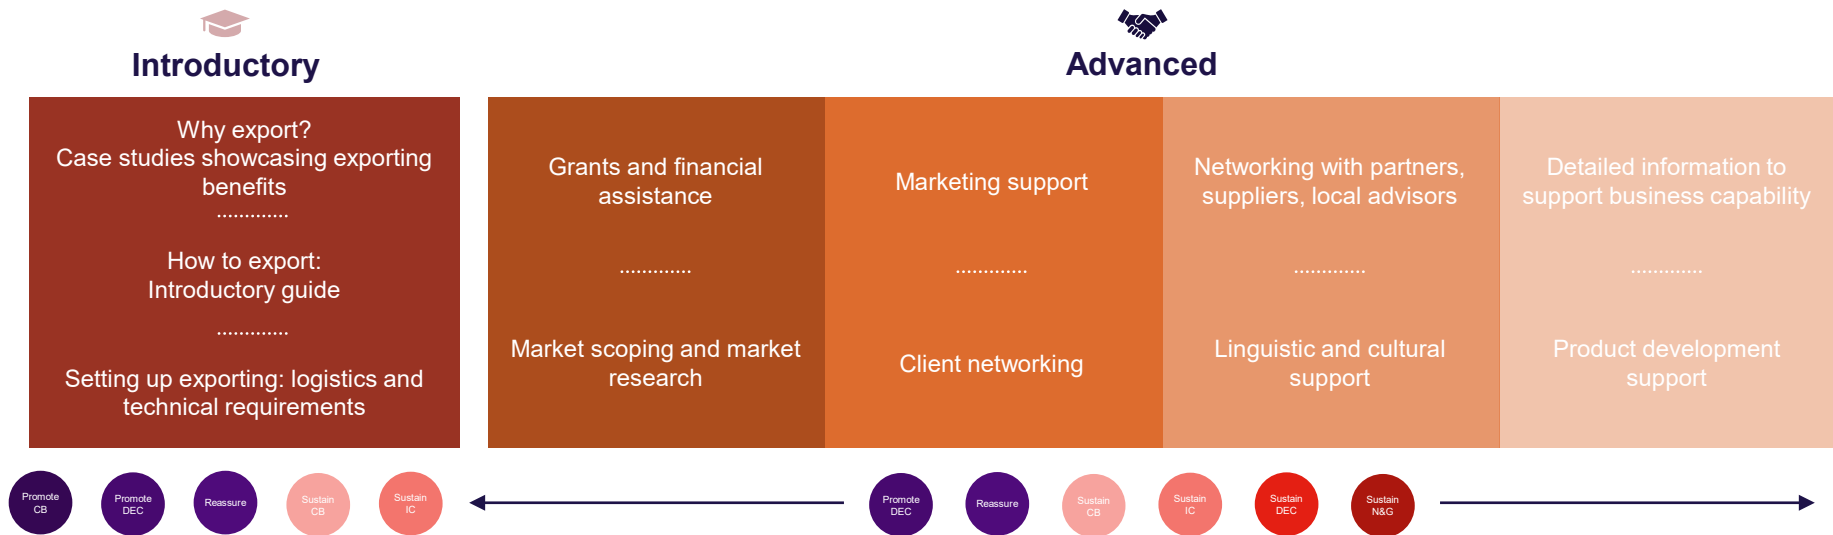 Introductory
Advanced
Why export?
Case studies showcasing exporting
benefits
.............
How to export:
Introductory guide
.............
Setting up exporting: logistics and
technical requirements
Grants and financial
assistance
.............
Market scoping and market
research
Marketing support
.............
Client networking
Networking with partners,
suppliers, local advisors
.............
Linguistic and cultural
support
Detailed information to
support business capability
.............
Product development
support
Promote
CB
Promote
DEC
Reassure
Sustain
CB
Sustain
IC
Promote
DEC
Reassure
Sustain
CB
Sustain
IC
Sustain
DEC
Sustain
N&G